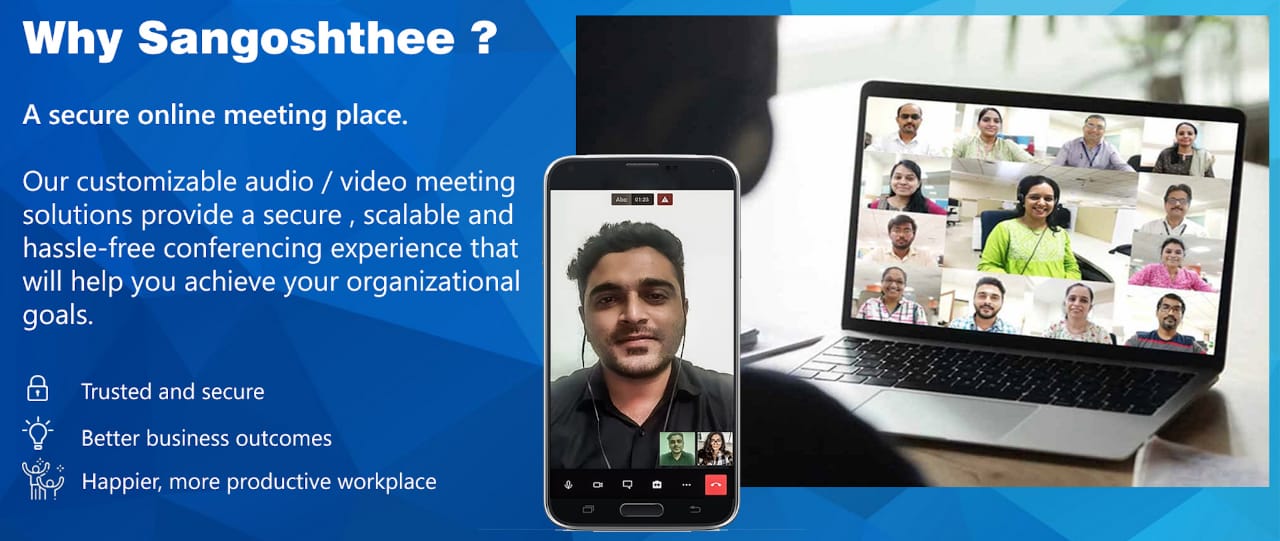 Why Sangoshthee ?
A secure online meeting place.
Our customizable audio / video meeting
solutions provide a secure , scalable and
hassle-free conferencing experience that
will help you achieve your organizational
goals.
Trusted and secure
Better business outcomes
Happier, more productive workplace
Abc 01:23